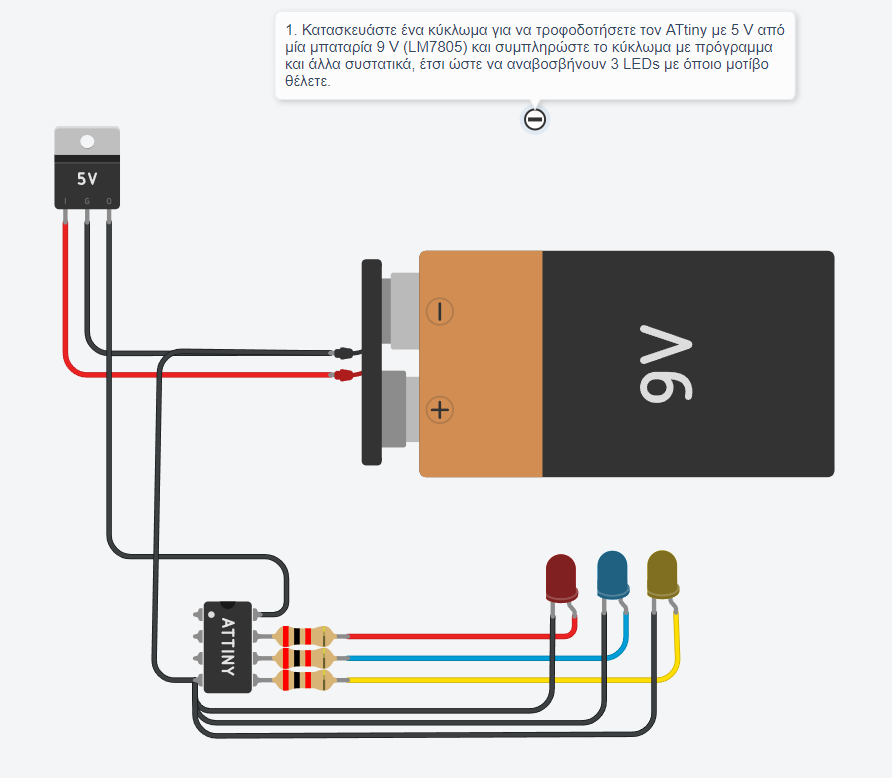 1. Κατασκευάστε ένα κύκλωμα για να τροφοδοτήσετε τον ATtiny με 5 V από
μία μπαταρία 9 V (LM7805) και συμπληρώστε το κύκλωμα με πρόγραμμα
και άλλα συστατικά, έτσι ώστε να αναβοσβήνουν 3 LEDs με όποιο μοτίβο
θέλετε.
5V
I G O
9V
ATTINY